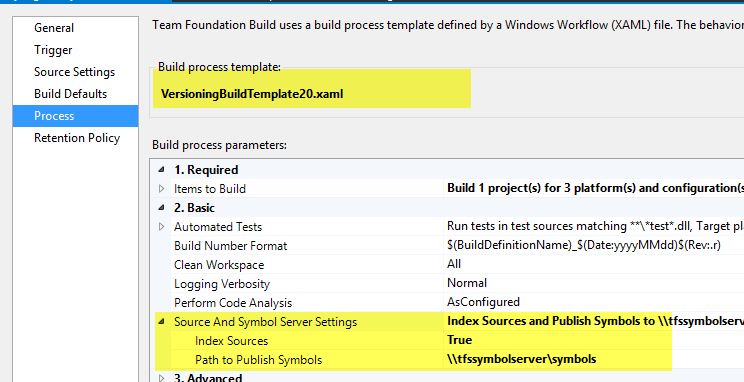 General
Trigger
Source Settings
Build Defaults
Process
Retention Policy
Team Foundation Build uses a build process template defined by a Windows Workflow (XAML) file. The behavior
Build process template:
VersioningBuildTemplate20.xaml
Build process parameters:
1. Required
Items to Build Build 1 project(s) for 3 platform(s) and configuration(s
2. Basic
Automated Tests Run tests in test sources matching **\*test*.dll, Target pl
Build Number Format $(BuildDefinitionName)_$(Date:yyyyMMdd)$(Rev:.r)
Clean Workspace All
Logging Verbosity Normal
Perform Code Analysis AsConfigured
Source And Symbol Server Settings Index Sources and Publish Symbols to \\tfssymbolserv
Index Sources True
Path to Publish Symbols \\tfssymbolserver\symbols
3. Advanced